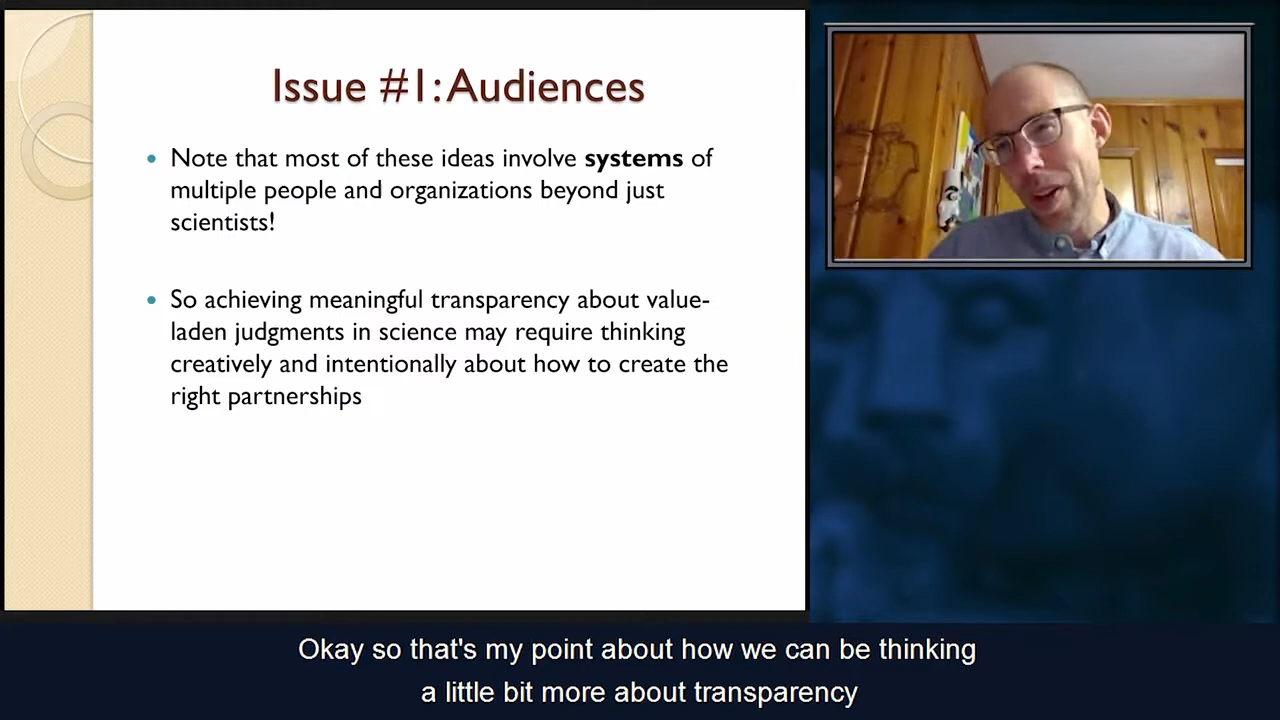 Issue #1: Audiences
Note that most of these ideas involve systems of
multiple people and organizations beyond just
scientists!
So achieving meaningful transparency about value-
laden judgments in science may require thinking
creatively and intentionally about how to create the
right partnerships
Okay so that's my point about how we can be thinking
a little bit more about transparency